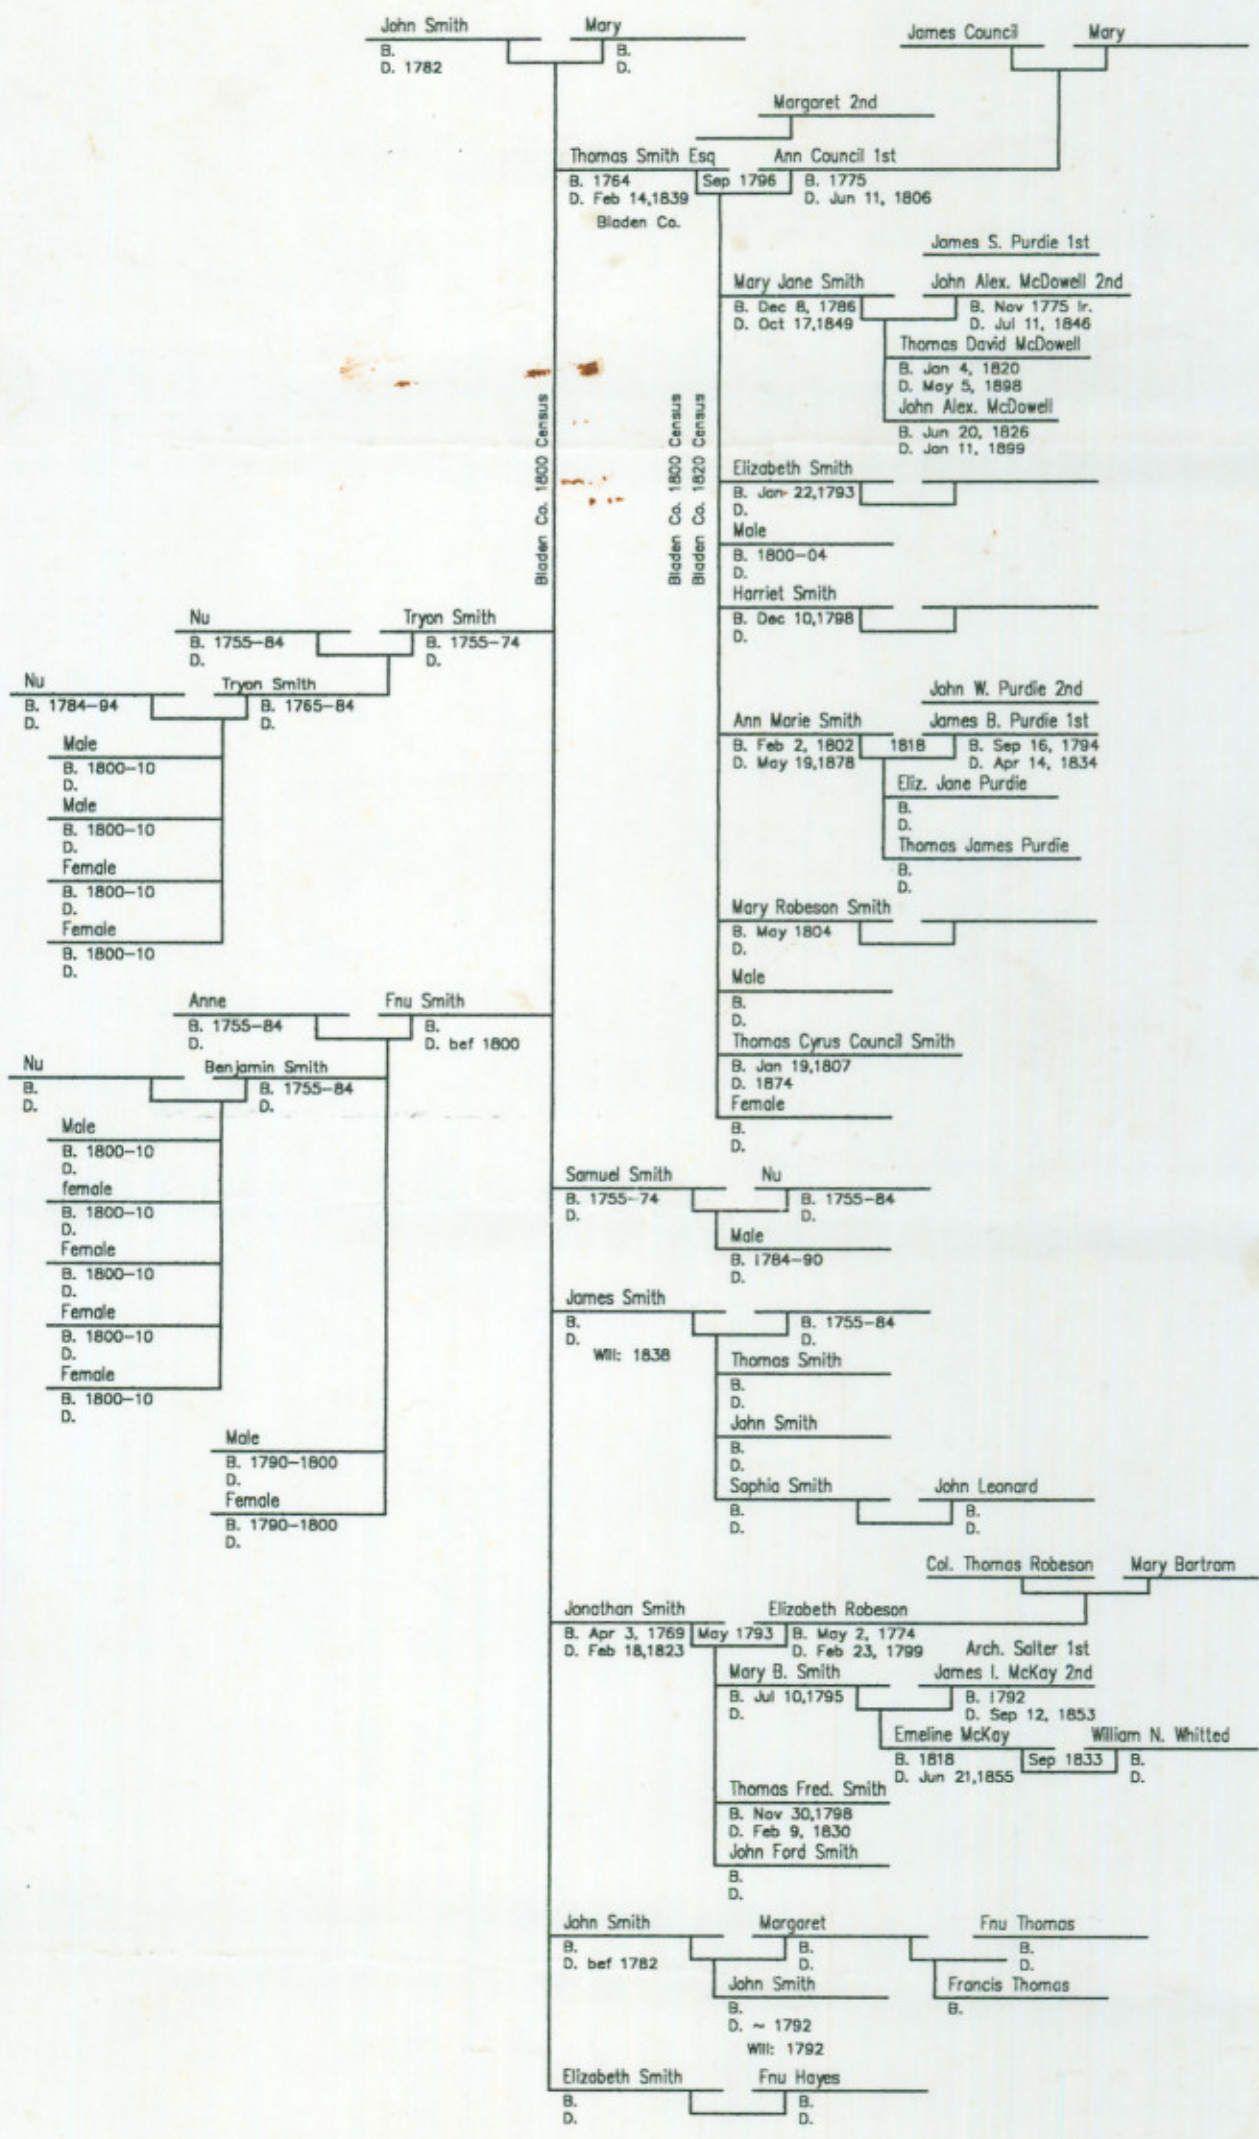 John Smith
Mary
B.
D. 1782
B.
D.
James Council
Mary
Margaret 2nd
Thomas Smith Esq
Ann Council 1st
B. 1764
D. Feb 14,1839
Bladen Co.
Sep 1796
B. 1775
D. Jun 11, 1806
James S. Purdie 1st
Mary Jane Smith
John Alex. McDowell 2nd
B. Dec 8, 1786
D. Oct 17,1849
B. Nov 1775 Ir.
D. Jul 11, 1846
Thomas David McDowell
B. Jan 4, 1820
D. May 5, 1898
John Alex. McDowell
B. Jun 20, 1826
D. Jan 11, 1899
Bladen Co. 1800 Census
Bladen Co. 1800 Census
Bladen Co. 1820 Census
Elizabeth Smith
B. Jan 22,1793
D.
Male
B. 1800-04
D.
Harriet Smith
B. Dec 10,1798
D.
Nu
Tryon Smith
B. 1755-84
D.
B. 1755-74
D.
Nu
Tryon Smith
B. 1784-94
D.
B. 1765-84
D.
Male
B. 1800-10
D.
Male
B. 1800-10
D.
Female
B. 1800-10
D.
Female
B. 1800-10
D.
John W. Purdie 2nd
Ann Marie Smith
James B. Purdie 1st
B. Feb 2, 1802
D. May 19,1878
1818
B. Sep 16, 1794
D. Apr 14, 1834
Eliz. Jane Purdie
B.
D.
Thomas James Purdie
B.
D.
Mary Robeson Smith
B. May 1804
D.
Male
B.
D.
Thomas Cyrus Council Smith
B. Jan 19,1807
D. 1874
Female
B.
D.
Anne
Fnu Smith
B. 1755-84
D.
B.
D. bef 1800
Nu
Benjamin Smith
B.
D.
B. 1755-84
D.
Male
B. 1800-10
D.
female
B. 1800-10
D.
Female
B. 1800-10
D.
Female
B. 1800-10
D.
Female
B. 1800-10
D.
Male
B. 1790-1800
D.
Female
B. 1790-1800
D.
Samuel Smith
Nu
B. 1755-74
D.
B. 1755-84
D.
Male
B. 1784-90
D.
James Smith
B.
D.
Will: 1838
B. 1755-84
D.
Thomas Smith
B.
D.
John Smith
B.
D.
Sophia Smith
John Leonard
B.
D.
B.
D.
Col. Thomas Robeson
Mary Bartram
Jonathan Smith
Elizabeth Robeson
B. Apr 3, 1769
D. Feb 18,1823
May 1793
B. May 2, 1774
D. Feb 23, 1799
Arch. Salter 1st
Mary B. Smith
James I. McKay 2nd
B. Jul 10,1795
D.
B. 1792
D. Sep 12, 1853
Emeline McKay
William N. Whitted
B. 1818
D. Jun 21,1855
Sep 1833
B.
D.
Thomas Fred. Smith
B. Nov 30,1798
D. Feb 9, 1830
John Ford Smith
B.
D.
John Smith
Margaret
Fnu Thomas
B.
D. bef 1782
B.
D.
B.
D.
John Smith
B.
D. ~ 1792
Will: 1792
Francis Thomas
B.
Elizabeth Smith
Fnu Hayes
B.
D.
B.
D.